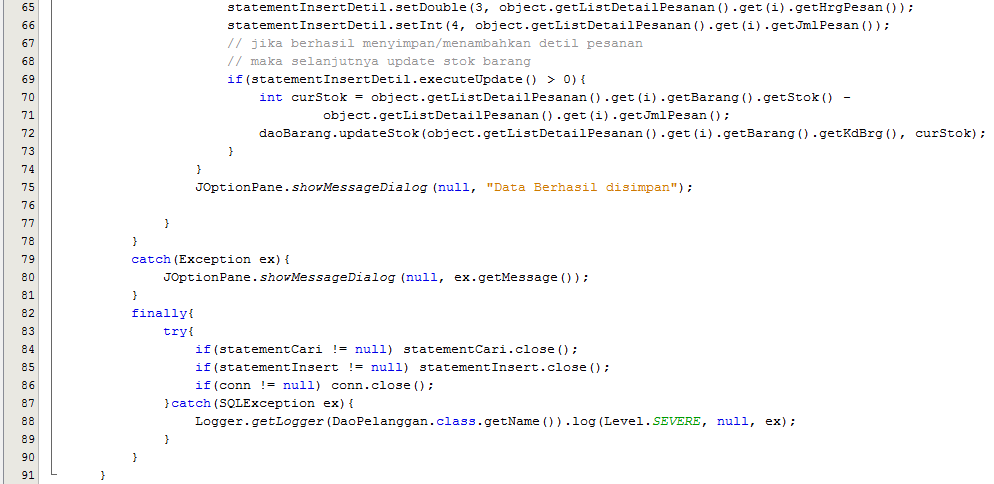 65 statementInsertDetil.setDouble(3, object.getListDetailPesanan().get(i).getHrgPesan());
66 statementInsertDetil.setInt(4, object.getListDetailPesanan().get(i).getJmlPesan());
67 // jika berhasil menyimpan/menambahkan detil pesanan
68 // maka selanjutnya update stok barang
69 if(statementInsertDetil.executeUpdate() > 0){
70 int curStok = object.getListDetailPesanan().get(i).getBarang().getStok() -
71 object.getListDetailPesanan().get(i).getJmlPesan();
72 daoBarang.updateStok(object.getListDetailPesanan().get(i).getBarang().getKdBrg(), curStok);
73 }
74 }
75 JOptionPane.showMessageDialog(null, "Data Berhasil disimpan");
76
77 }
78 }
79 catch(Exception ex){
80 JOptionPane.showMessageDialog(null, ex.getMessage());
81 }
82 finally{
83 try{
84 if(statementCari != null) statementCari.close();
85 if(statementInsert != null) statementInsert.close();
86 if(conn != null) conn.close();
87 }catch(SQLException ex){
88 Logger.getLogger(DaoPelanggan.class.getName()).log(Level.SEVERE, null, ex);
89 }
90 }
91 }